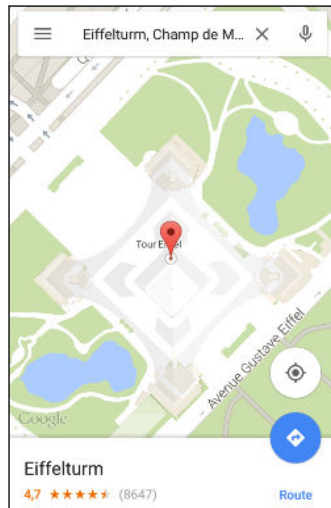 Eiffelturm, Champ de M...
Tour Eiffel
Avenue Gustave Eiffel
Google
Eiffelturm
4,7 (8647)
Route